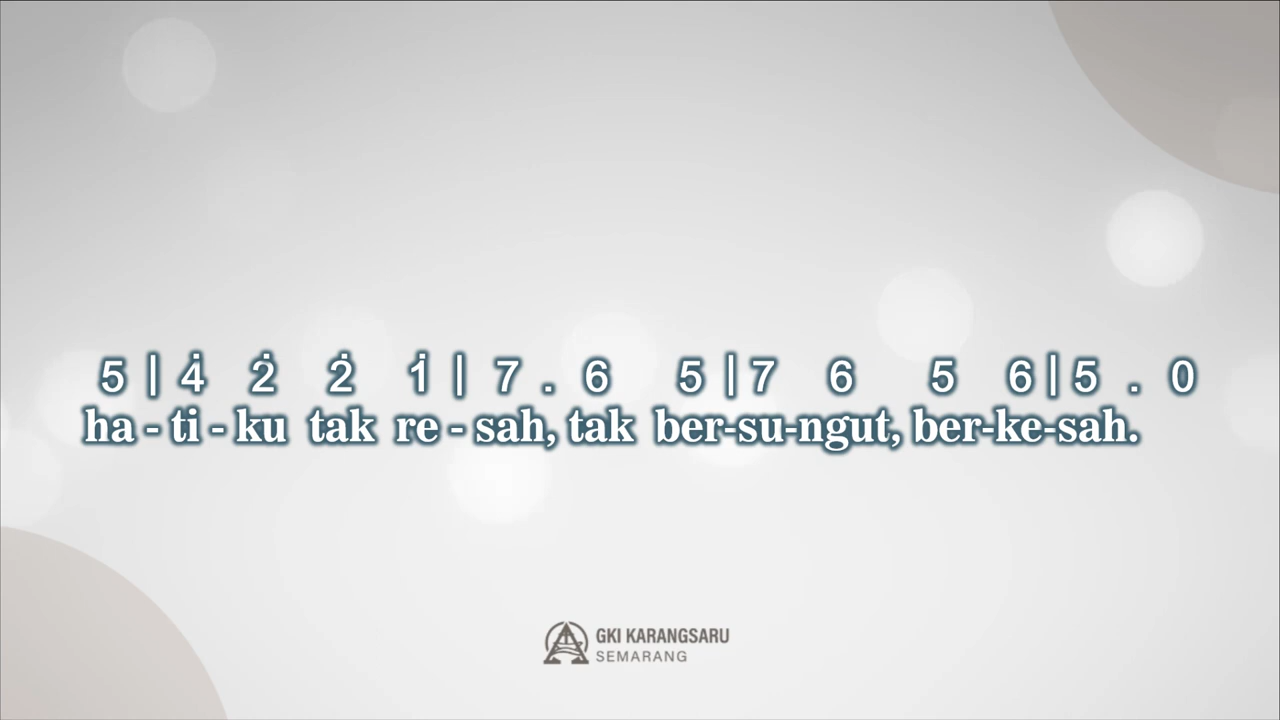 5 | 4̇ 2̇ 2̇ 1̇ | 7 . 6 5 | 7 6 5 6 | 5 . 0
ha - ti - ku tak re - sah, tak ber-su-ngut, ber-ke-sah.
GKI KARANGSARU
SEMARANG